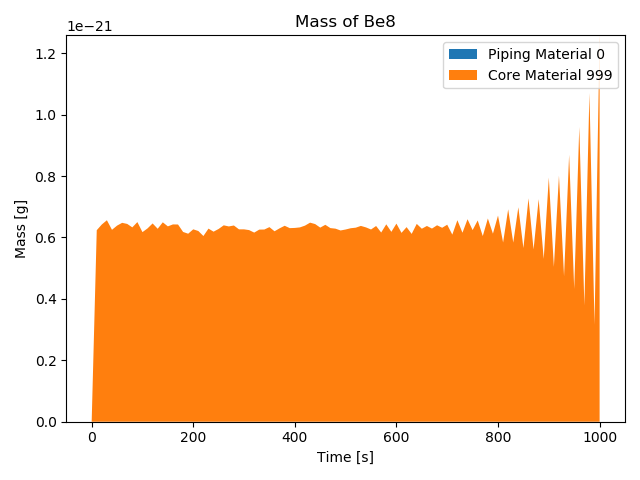 Mass of Be8
1e−21
Piping Material 0
Core Material 999
1.2
1.0
0.8
0.6
0.4
0.2
0.0
Mass [g]
0 200 400 600 800 1000
Time [s]